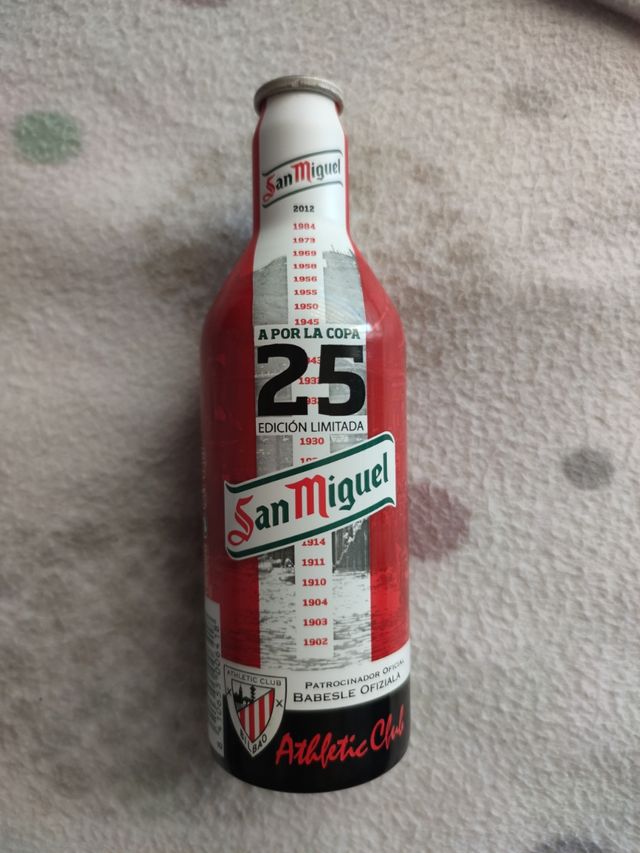 San Miguel
2012
1984
1973
1969
1958
1956
1955
1950
1945
A POR LA COPA
25
EDICIÓN LIMITADA
1930
San Miguel
1914
1911
1910
1904
1903
1902
ATHLETIC CLUB
BILBAO
PATROCINADOR OFICIAL
BABESLE OFIZIALA
Athletic Club